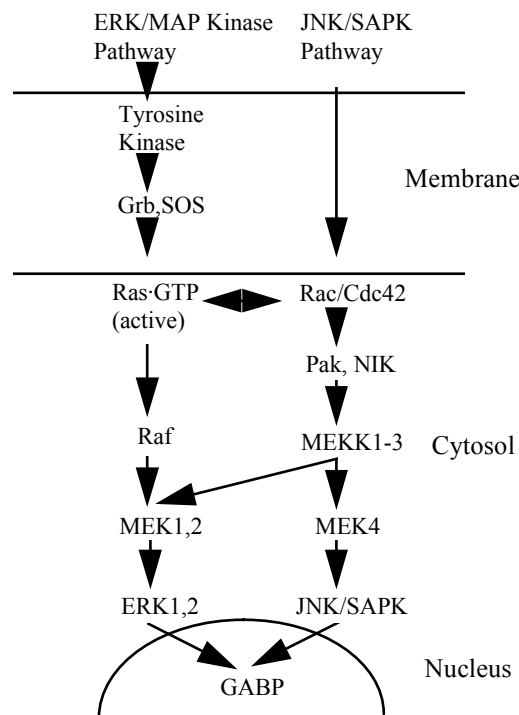 ERK/MAP Kinase
Pathway
JNK/SAPK
Pathway
Tyrosine
Kinase
Membrane
Grb,SOS
Ras·GTP
(active)
Rac/Cdc42
Pak, NIK
Raf
MEKK1-3
Cytosol
MEK1,2
MEK4
ERK1,2
JNK/SAPK
Nucleus
GABP